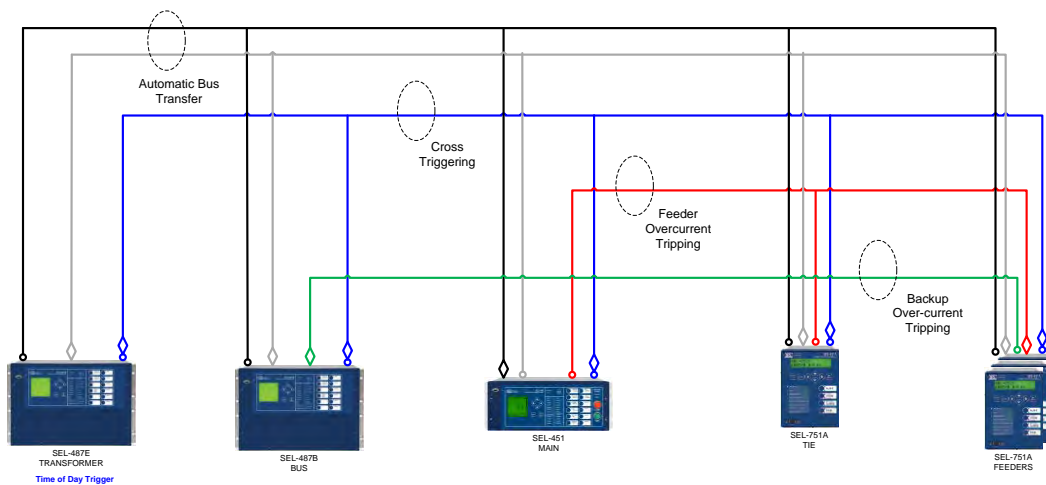 Automatic Bus
Transfer
Cross
Triggering
Feeder
Overcurrent
Tripping
Backup
Over-current
Tripping
SEL-487E
TRANSFORMER
Time of Day Trigger
SEL-487B
BUS
SEL-451
MAIN
SEL-751A
TIE
SEL-751A
FEEDERS